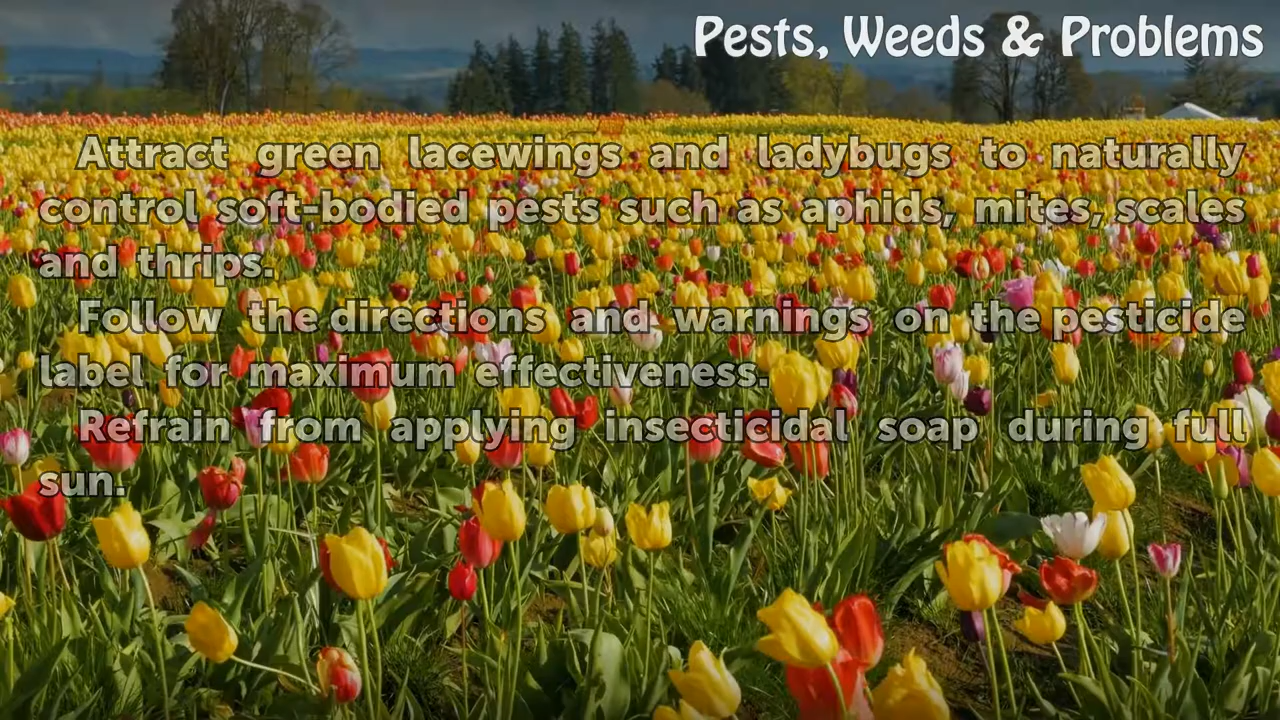 Pests, Weeds & Problems
Attract green lacewings and ladybugs to naturally
control soft-bodied pests such as aphids, mites, scales
and thrips.
Follow the directions and warnings on the pesticide
label for maximum effectiveness.
Refrain from applying insecticidal soap during full
sun.